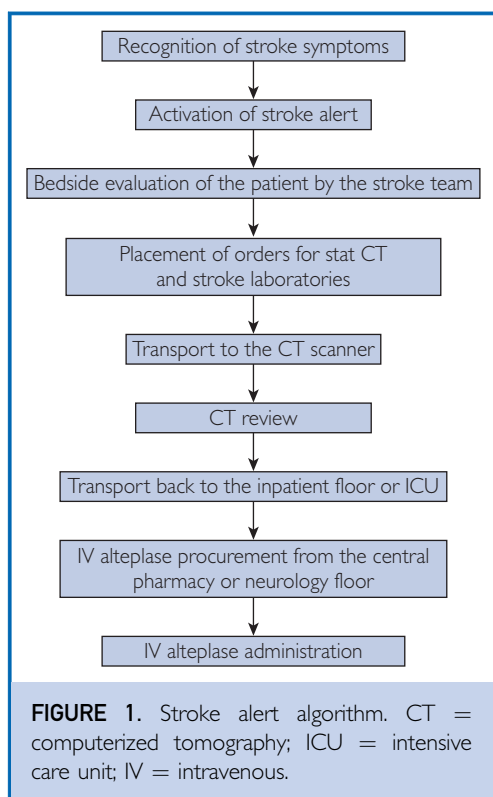 Recognition of stroke symptoms
Activation of stroke alert
Bedside evaluation of the patient by the stroke team
Placement of orders for stat CT
and stroke laboratories
Transport to the CT scanner
CT review
Transport back to the inpatient floor or ICU
IV alteplase procurement from the central
pharmacy or neurology floor
IV alteplase administration
FIGURE 1. Stroke alert algorithm. CT =
computerized tomography; ICU = intensive
care unit; IV = intravenous.